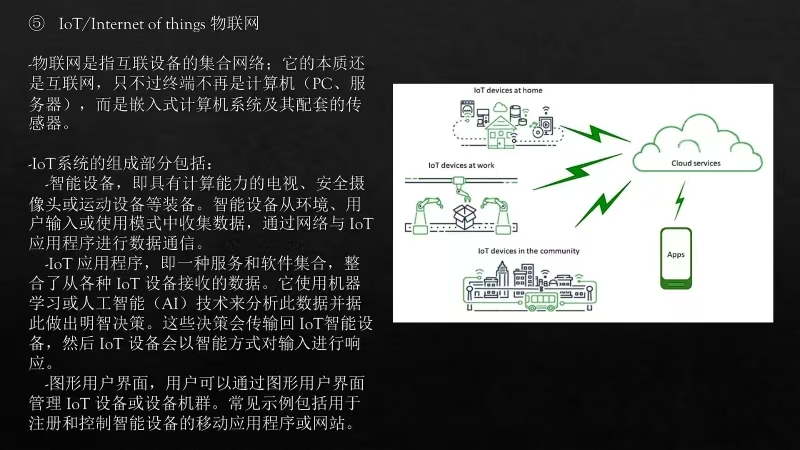 ⑤ IoT/Internet of things 物联网
-物联网是指互联设备的集合网络；它的本质还
是互联网，只不过终端不再是计算机（PC、服
务器），而是嵌入式计算机系统及其配套的传
感器。
-IoT系统的组成部分包括：
-智能设备，即具有计算能力的电视、安全摄
像头或运动设备等装备。智能设备从环境、用
户输入或使用模式中收集数据，通过网络与 IoT
应用程序进行数据通信。
-IoT 应用程序，即一种服务和软件集合，整
合了从各种 IoT 设备接收的数据。它使用机器
学习或人工智能（AI）技术来分析此数据并据
此做出明智决策。这些决策会传输回 IoT智能设
备，然后 IoT 设备会以智能方式对输入进行响
应。
-图形用户界面，用户可以通过图形用户界面
管理 IoT 设备或设备机群。常见示例包括用于
注册和控制智能设备的移动应用程序或网站。
IoT devices at home
IoT devices at work
Cloud services
IoT devices in the community
Apps